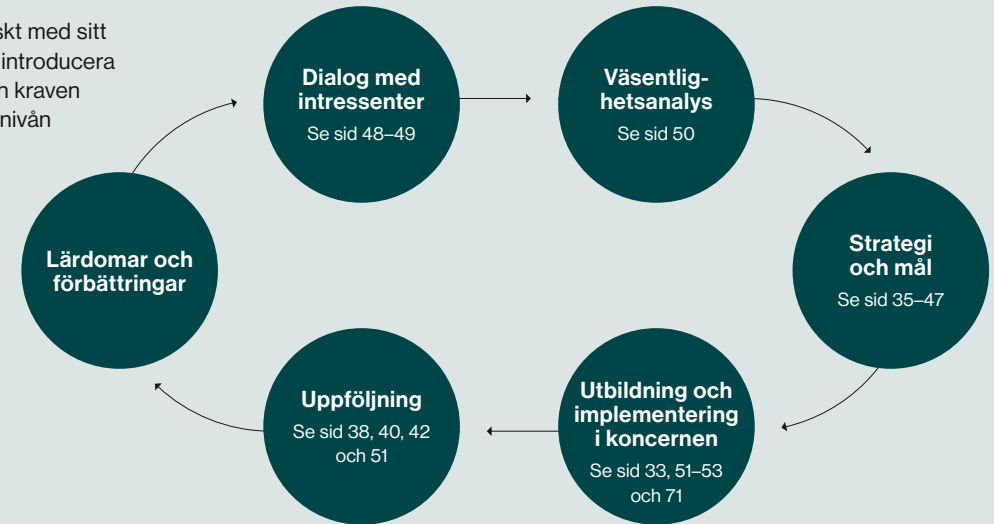 skt med sitt
introducera
h kraven
nivån
Dialog med
intressenter
Se sid 48–49
Väsentlig-
hetsanalys
Se sid 50
Strategi
och mål
Se sid 35–47
Utbildning och
implementering
i koncernen
Se sid 33, 51–53
och 71
Uppföljning
Se sid 38, 40, 42
och 51
Lärdomar och
förbättringar